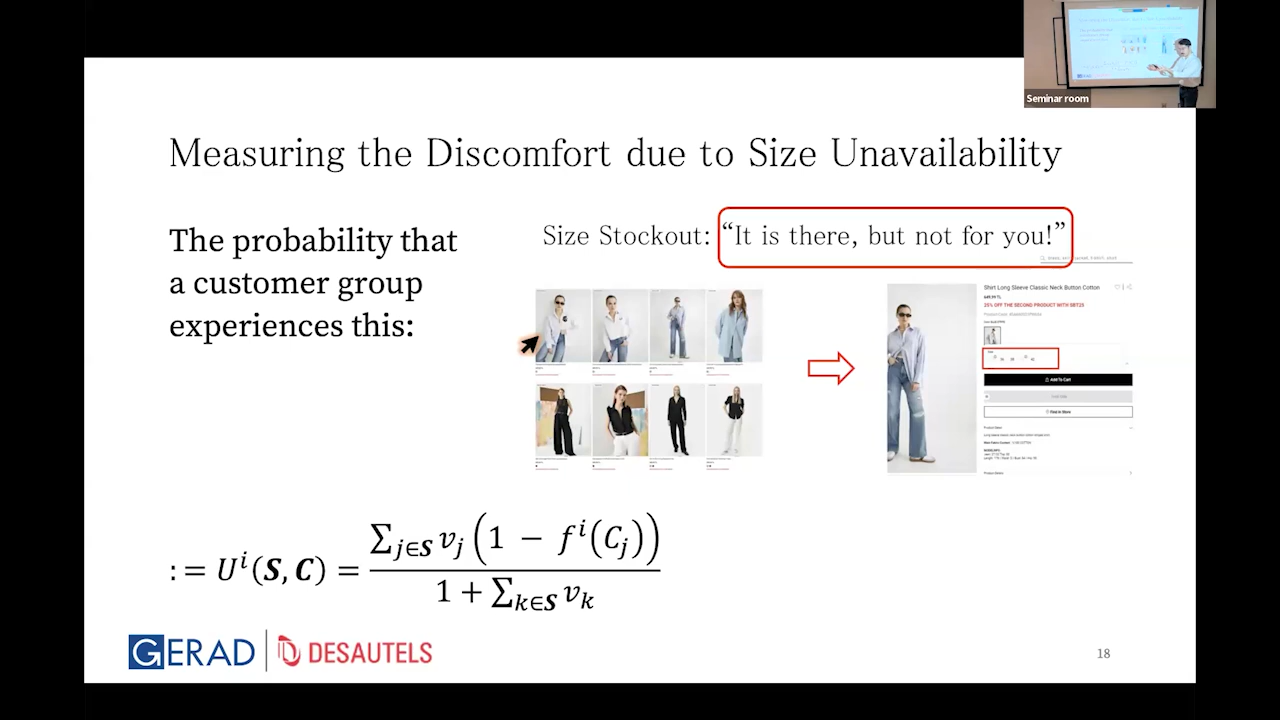 Seminar room
Measuring the Discomfort due to Size Unavailability
The probability that
a customer group
experiences this:
Size Stockout: “It is there, but not for you!”
Shirt Long Sleeve Classic Neck Button Cotton
25% OFF THE SECOND PRODUCT WITH SBT25
Add To Cart
Find in Store
:= Uⁱ(S, C) = ∑_{j∈S} v_j (1 − fⁱ(C_j)) / 1 + ∑_{k∈S} v_k
GERAD | DESAUTELS
18